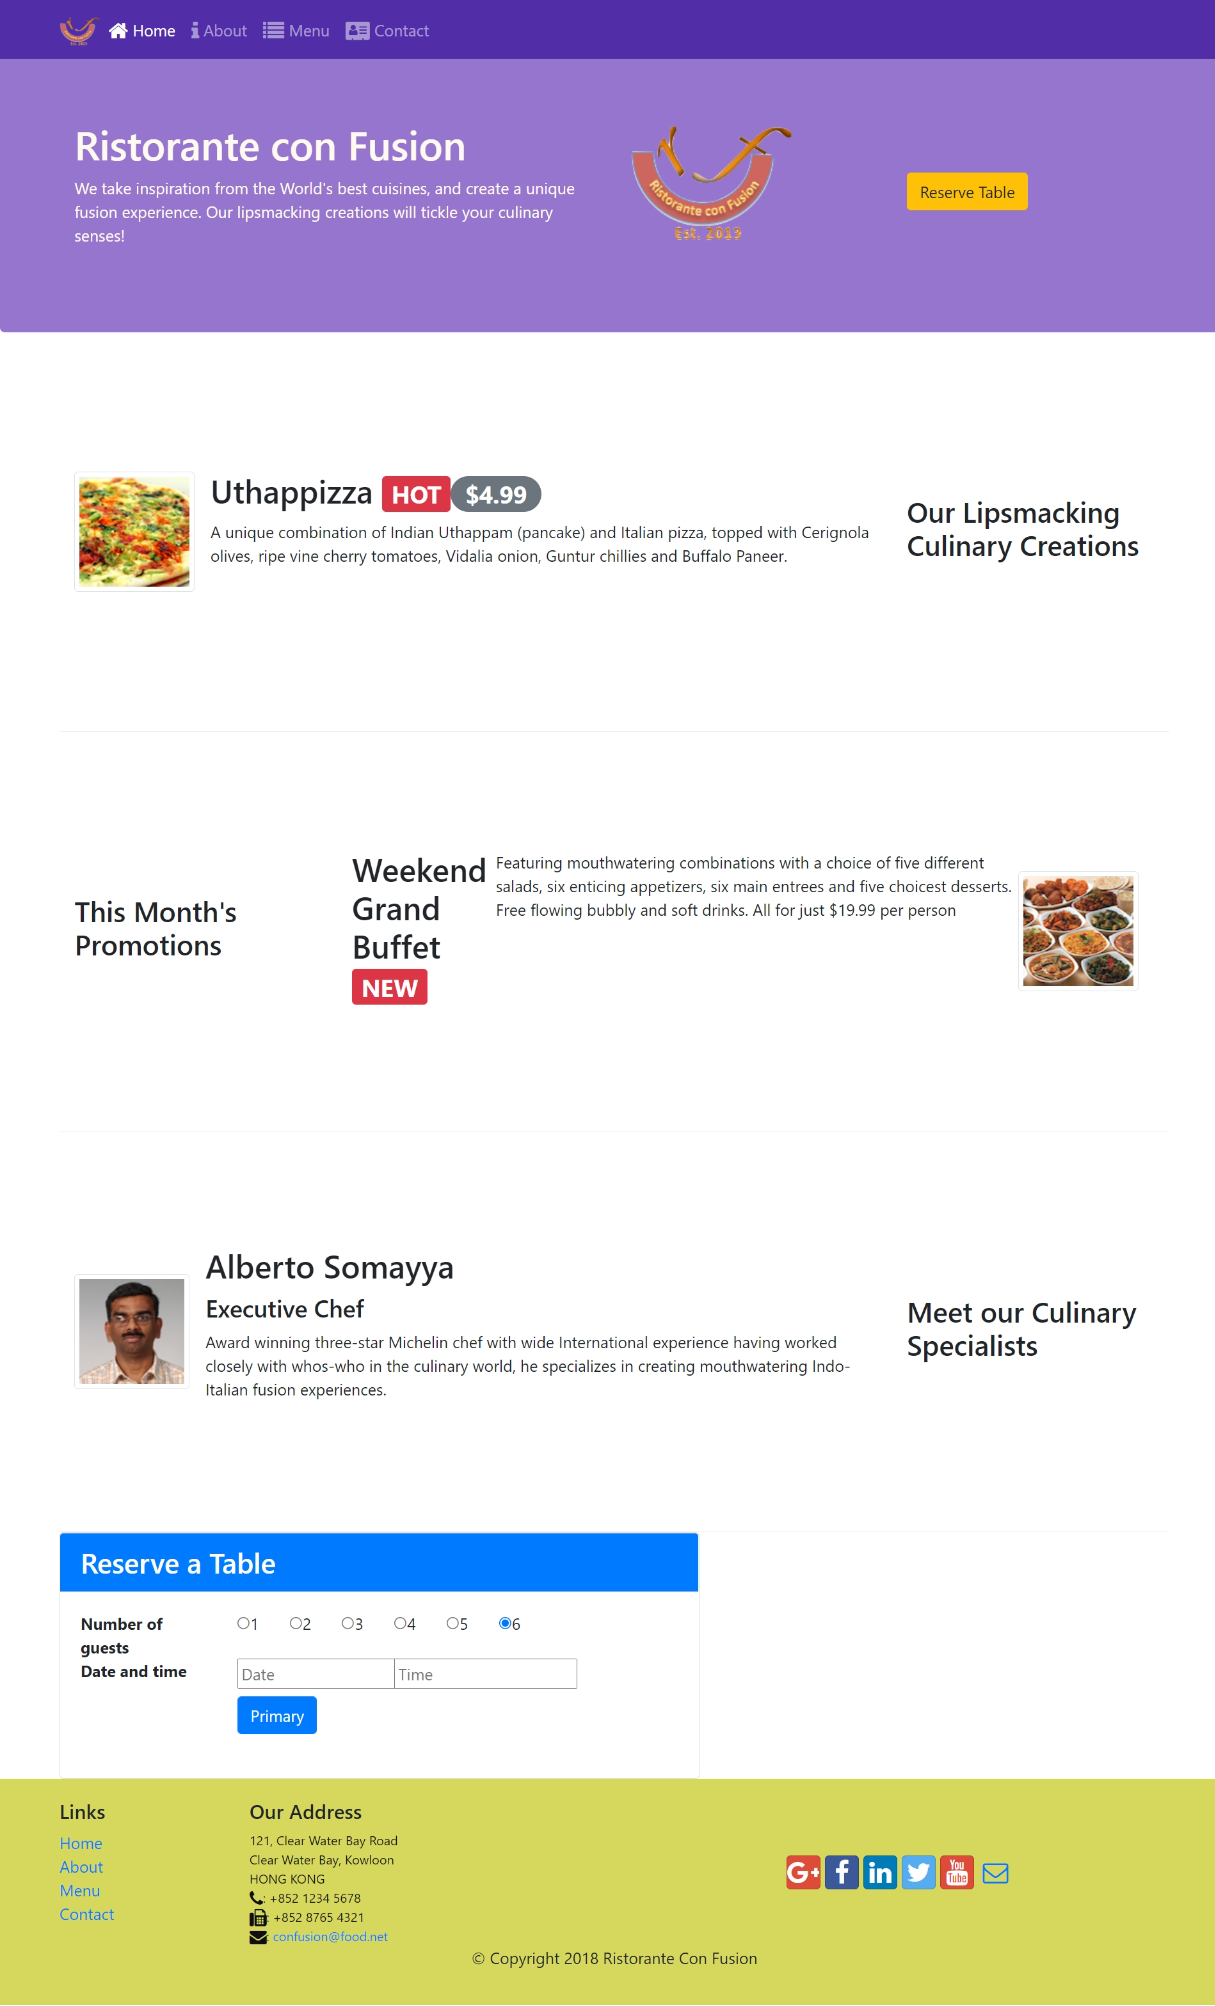 Est. 2013
Home
About
Menu
Contact
Ristorante con Fusion
We take inspiration from the World's best cuisines, and create a unique
fusion experience. Our lipsmacking creations will tickle your culinary
senses!
Ristorante con Fusion
Est. 2013
Reserve Table
Uthappizza HOT $4.99
A unique combination of Indian Uthappam (pancake) and Italian pizza, topped with Cerignola
olives, ripe vine cherry tomatoes, Vidalia onion, Guntur chillies and Buffalo Paneer.
Our Lipsmacking
Culinary Creations
This Month's
Promotions
Weekend
Grand
Buffet
NEW
Featuring mouthwatering combinations with a choice of five different
salads, six enticing appetizers, six main entrees and five choicest desserts.
Free flowing bubbly and soft drinks. All for just $19.99 per person
Alberto Somayya
Executive Chef
Award winning three-star Michelin chef with wide International experience having worked
closely with whos-who in the culinary world, he specializes in creating mouthwatering Indo-
Italian fusion experiences.
Meet our Culinary
Specialists
Reserve a Table
Number of
guests
1 2 3 4 5 6
Date and time
Date
Time
Primary
Links
Home
About
Menu
Contact
Our Address
121, Clear Water Bay Road
Clear Water Bay, Kowloon
HONG KONG
: +852 1234 5678
: +852 8765 4321
: confusion@food.net
G+ f in You Tube
© Copyright 2018 Ristorante Con Fusion